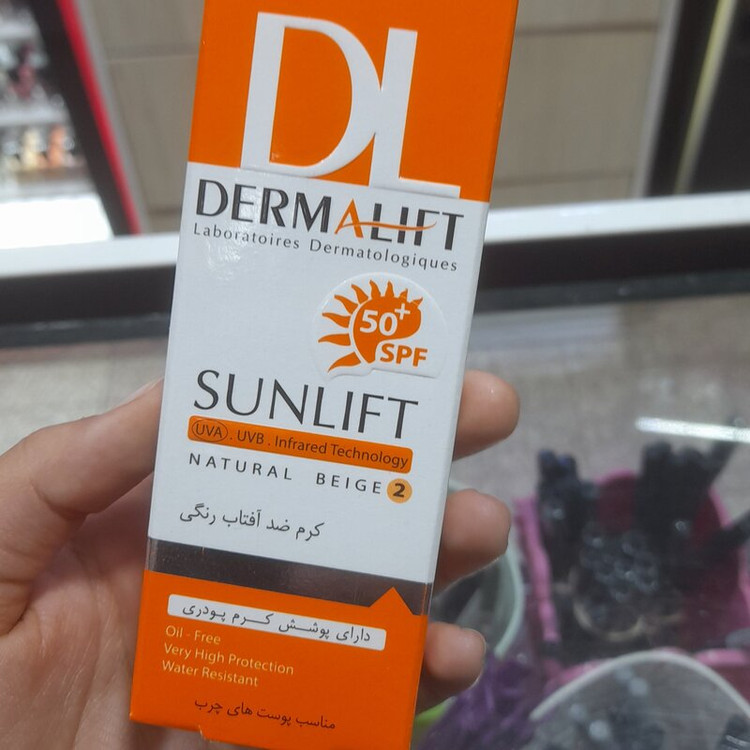 DL
DERMALIFT
Laboratoires Dermatologiques
50+
SPF
SUNLIFT
UVA . UVB . Infrared Technology
NATURAL BEIGE 2
کرم ضد آفتاب رنگی
دارای پوشش کرم پودری
Oil - Free
Very High Protection
Water Resistant
مناسب پوست های چرب